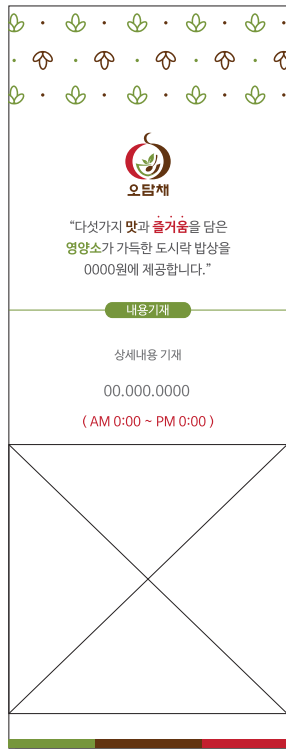 오담채
“다섯가지 맛과 즐거움을 담은
영양소가 가득한 도시락 밥상을
0000원에 제공합니다.”
내용기재
상세내용 기재
00.000.0000
( AM 0:00 ~ PM 0:00 )